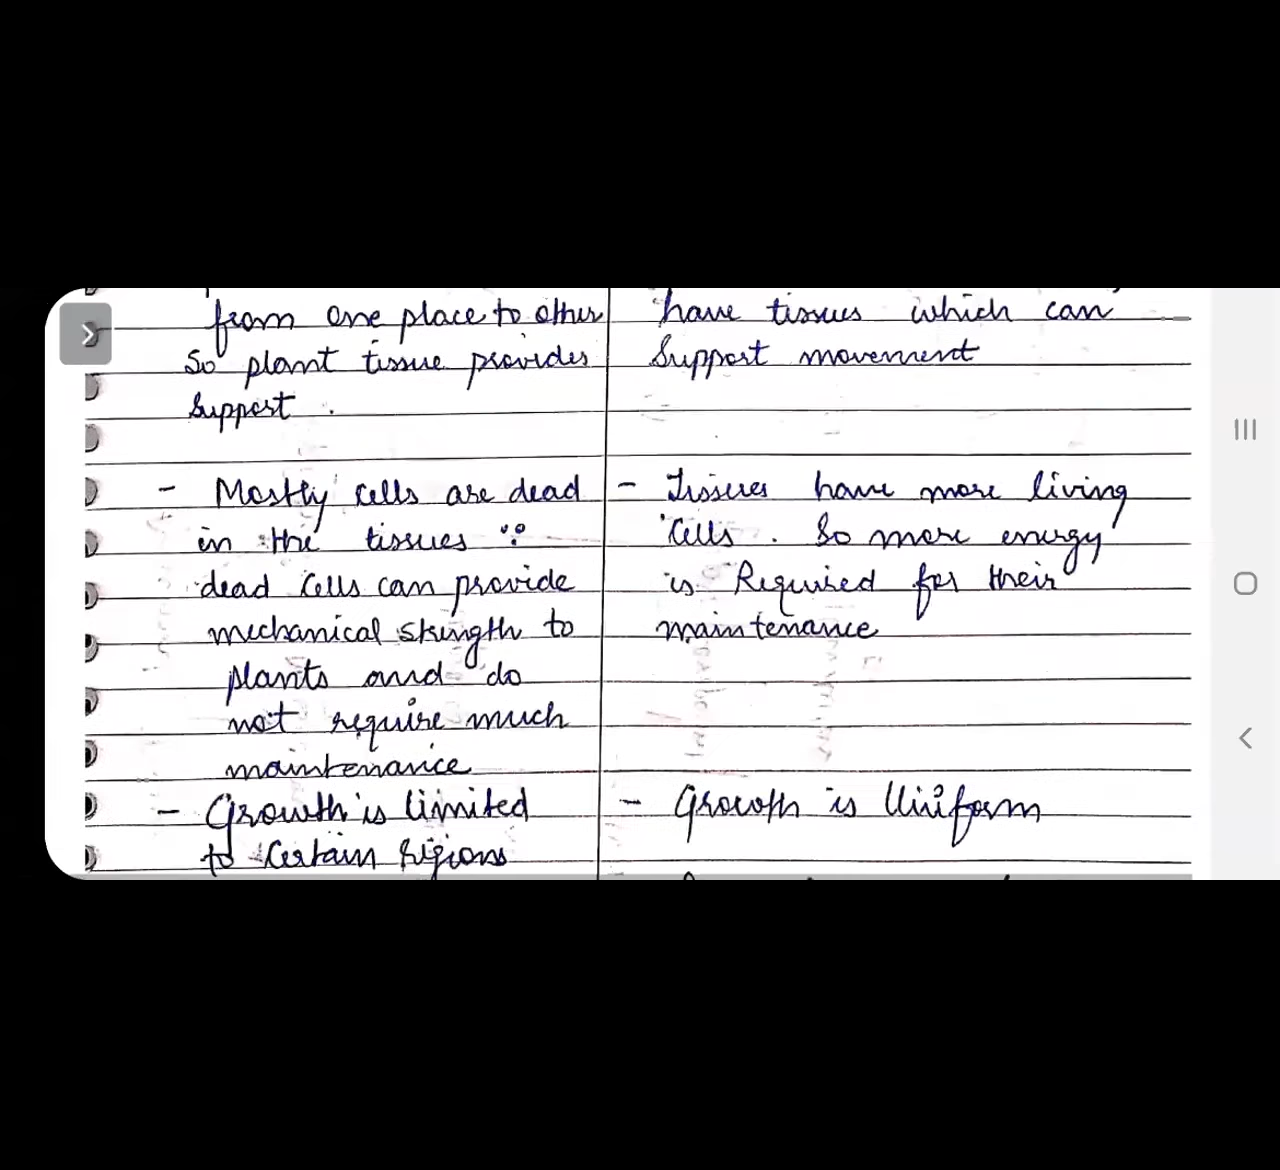 from one place to other
So plant tissue provides
Support.
- Mostly cells are dead
in the tissues ∵
dead cells can provide
mechanical strength to
plants and do
not require much
maintenance
- Growth is limited
to certain regions
have tissues which can
Support movement
- Tissues have more living
cells. So more energy
is Required for their
maintenance
- Growth is Uniform